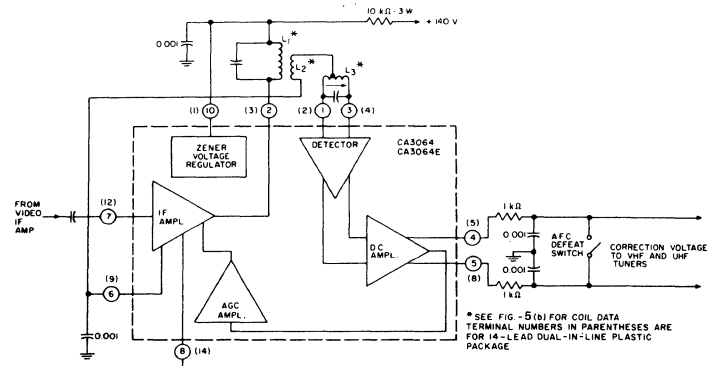 10 kΩ · 3 W
+ 140 V
0.001
L1*
L2*
L3*
(1) 10
(3) 2
(2) 1
3 (4)
ZENER
VOLTAGE
REGULATOR
DETECTOR
CA3064
CA3064E
FROM
VIDEO
IF
AMP
(12)
7
IF
AMPL
DC
AMPL.
(5)
4
1 kΩ
0.001
A F C
DEFEAT
SWITCH
CORRECTION VOLTAGE
TO VHF AND UHF
TUNERS
5
(8)
0.001
1 kΩ
(9)
6
AGC
AMPL.
0.001
8 (14)
* SEE FIG.-5(b) FOR COIL DATA
TERMINAL NUMBERS IN PARENTHESES ARE
FOR 14-LEAD DUAL-IN-LINE PLASTIC
PACKAGE